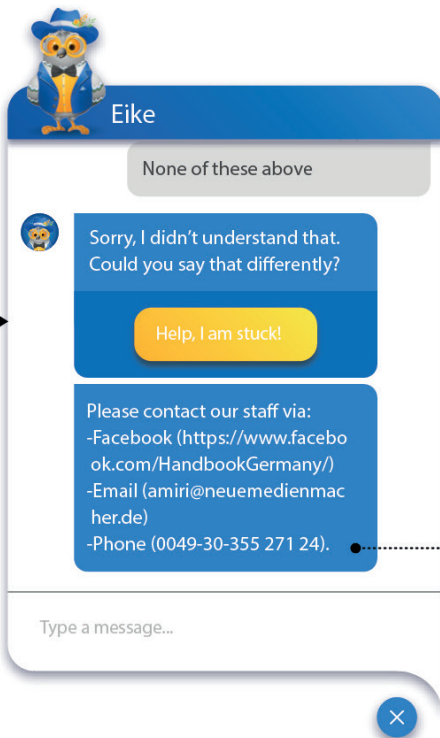 Eike
None of these above
Sorry, I didn't understand that.
Could you say that differently?
Help, I am stuck!
Please contact our staff via:
-Facebook (https://www.facebo
ok.com/HandbookGermany/)
-Email (amiri@neuemedienmac
her.de)
-Phone (0049-30-355 271 24).
Type a message...